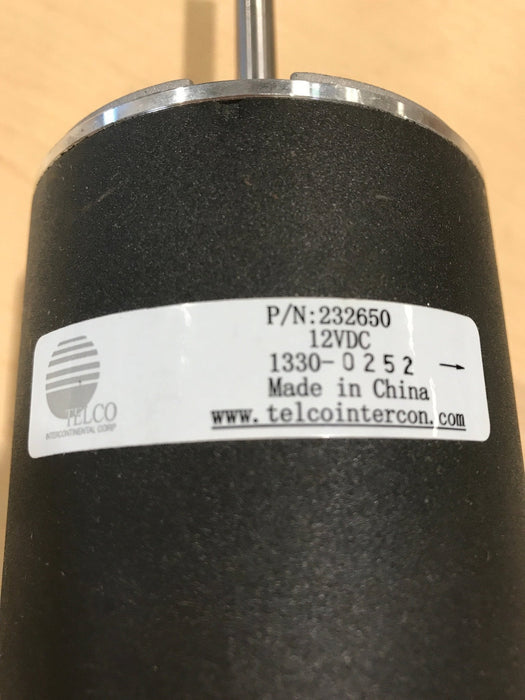 TELCO
INTERCONTINENTAL CORP
P/N:232650
12VDC
1330-0252 →
Made in China
www.telcointercon.com